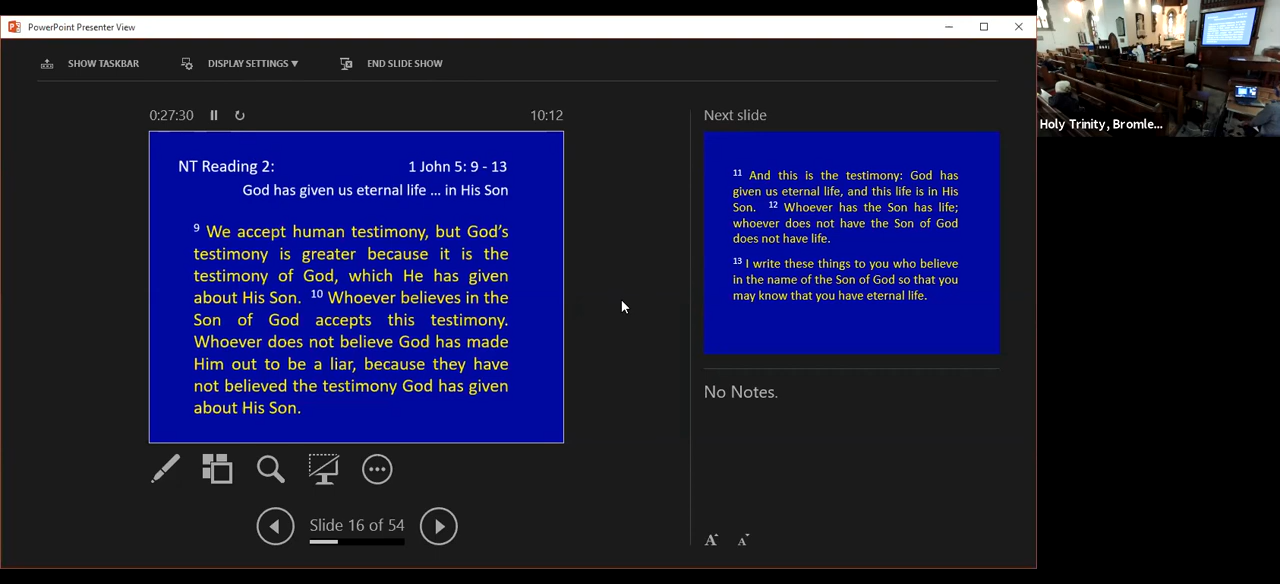 PowerPoint Presenter View
SHOW TASKBAR
DISPLAY SETTINGS ▾
END SLIDE SHOW
0:27:30
10:12
NT Reading 2: 1 John 5: 9 - 13
God has given us eternal life ... in His Son
9 We accept human testimony, but God's
testimony is greater because it is the
testimony of God, which He has given
about His Son. 10 Whoever believes in the
Son of God accepts this testimony.
Whoever does not believe God has made
Him out to be a liar, because they have
not believed the testimony God has given
about His Son.
Slide 16 of 54
Next slide
11 And this is the testimony: God has
given us eternal life, and this life is in His
Son. 12 Whoever has the Son has life;
whoever does not have the Son of God
does not have life.
13 I write these things to you who believe
in the name of the Son of God so that you
may know that you have eternal life.
No Notes.
A A
Holy Trinity, Bromle...